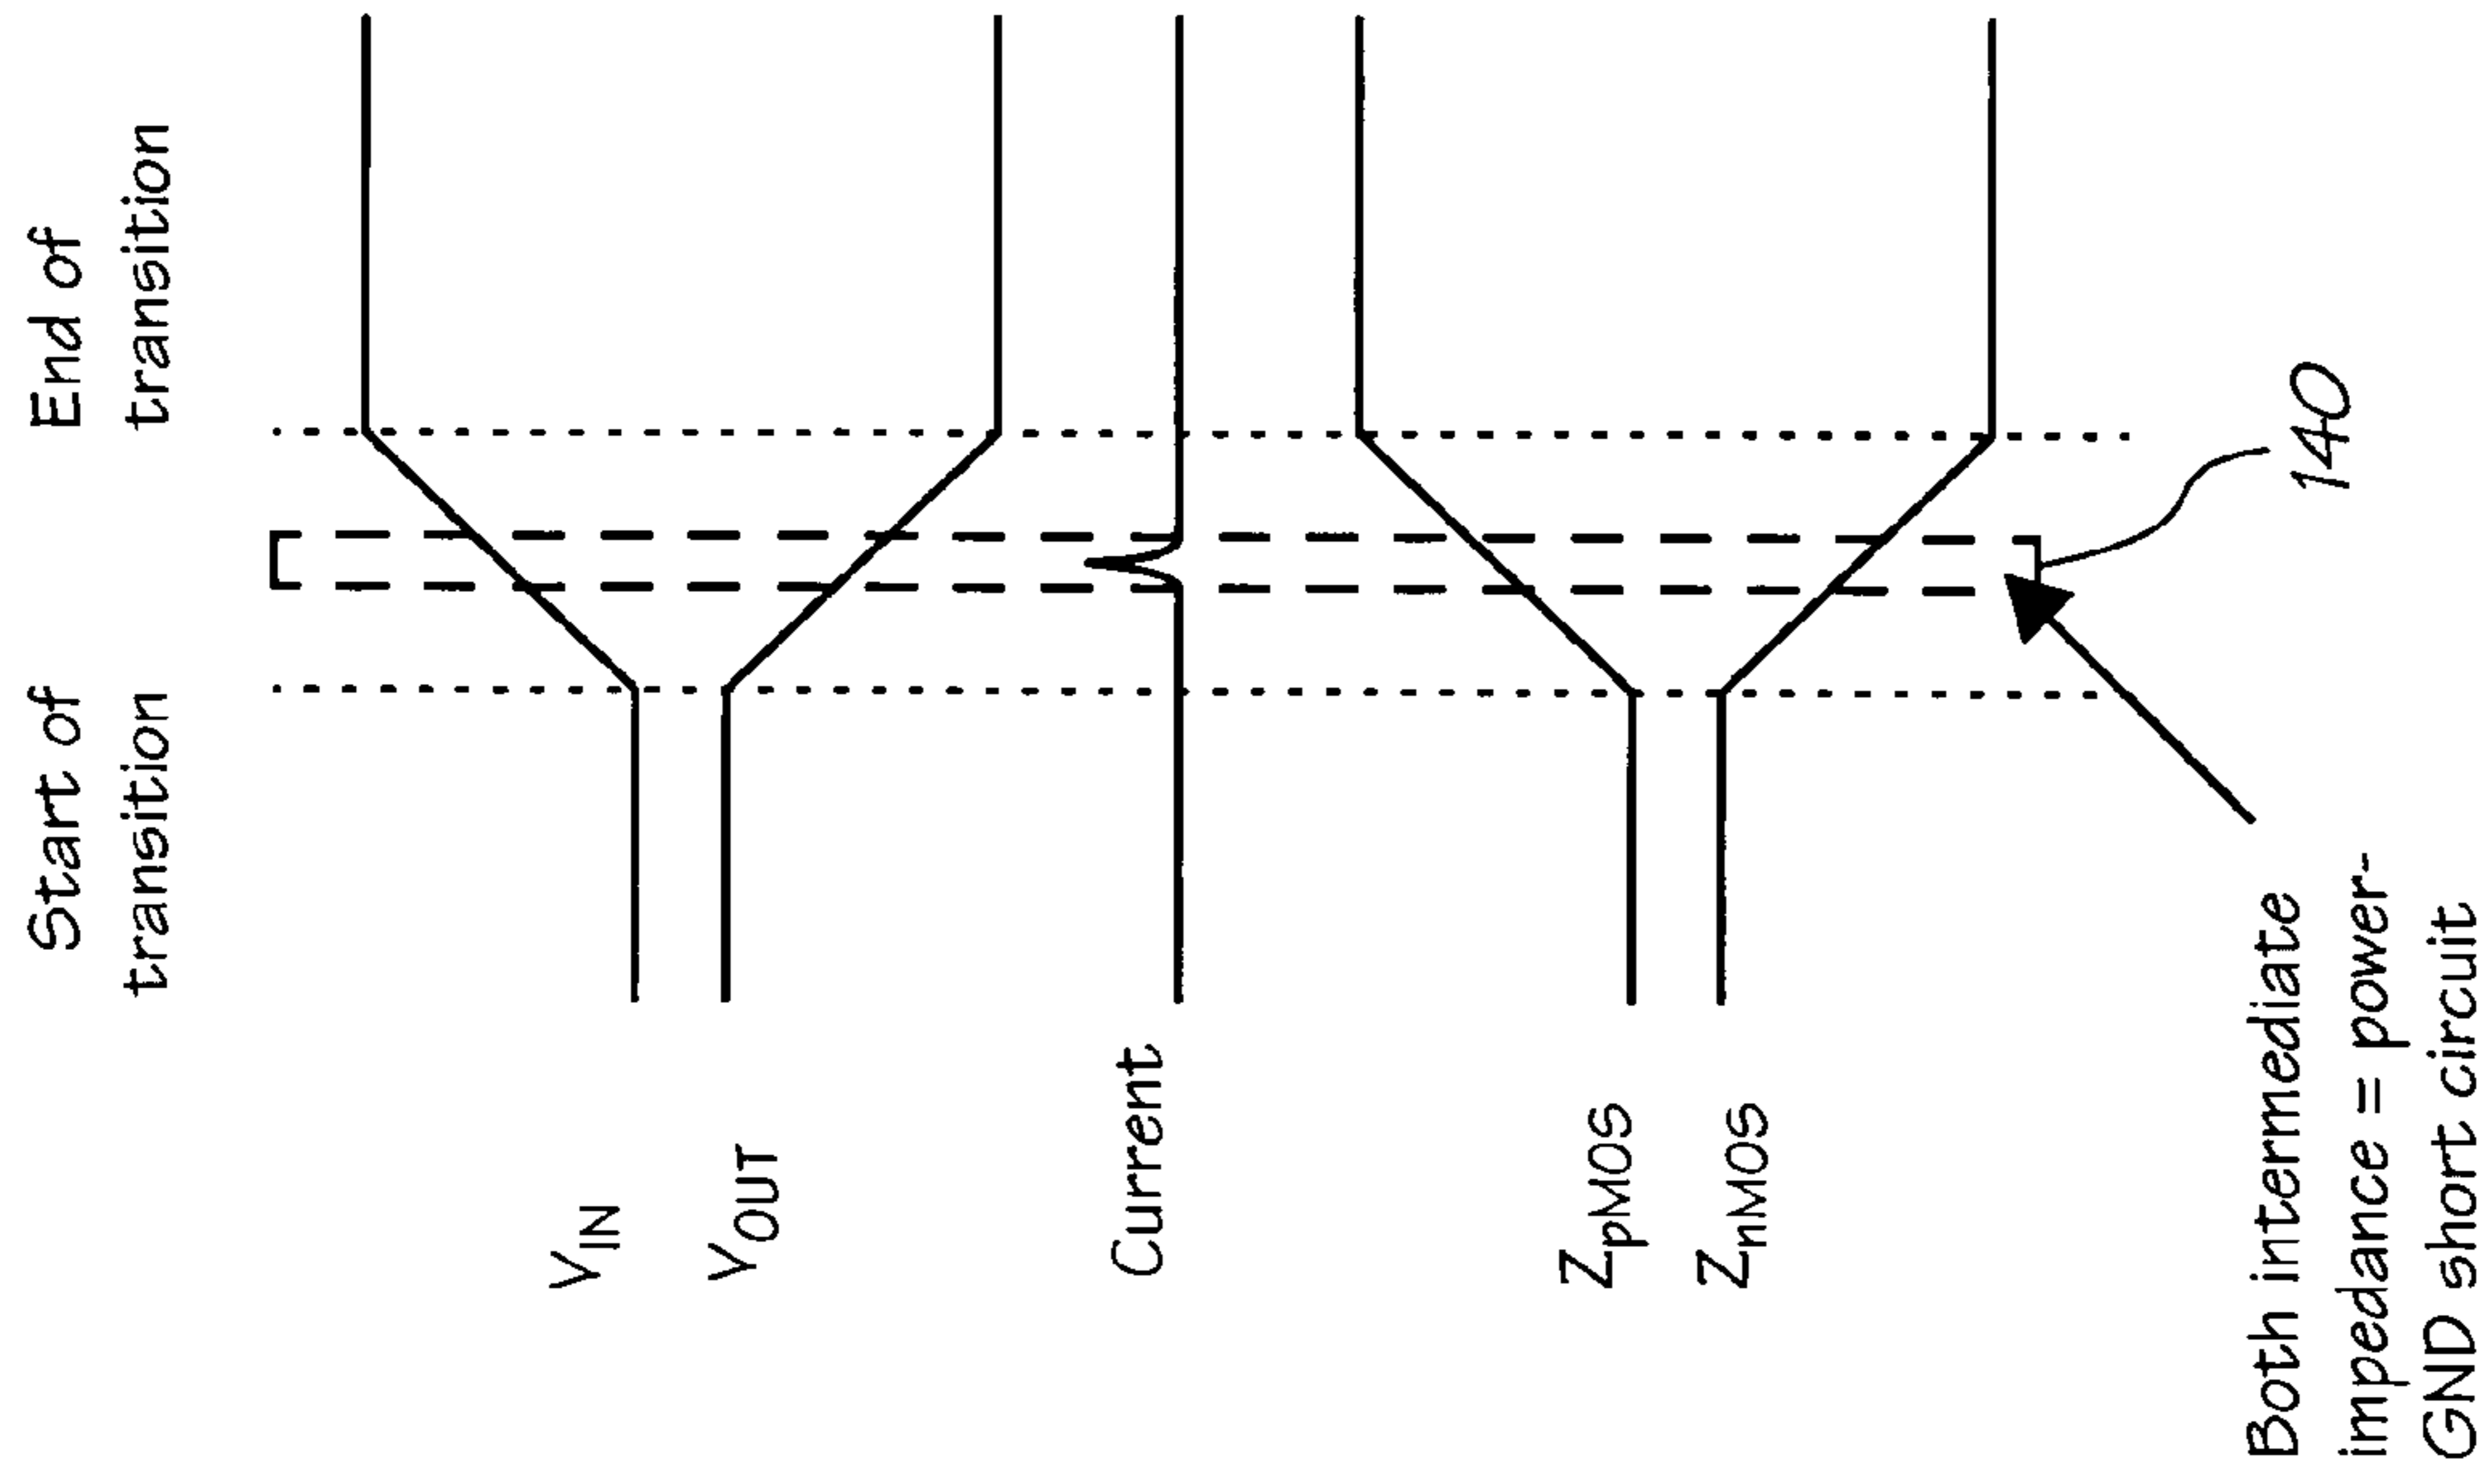 Start of
transition
End of
transition
VIN
VOUT
Current
ZpMOS
ZnMOS
140
Both intermediate
impedance = power-
GND short circuit